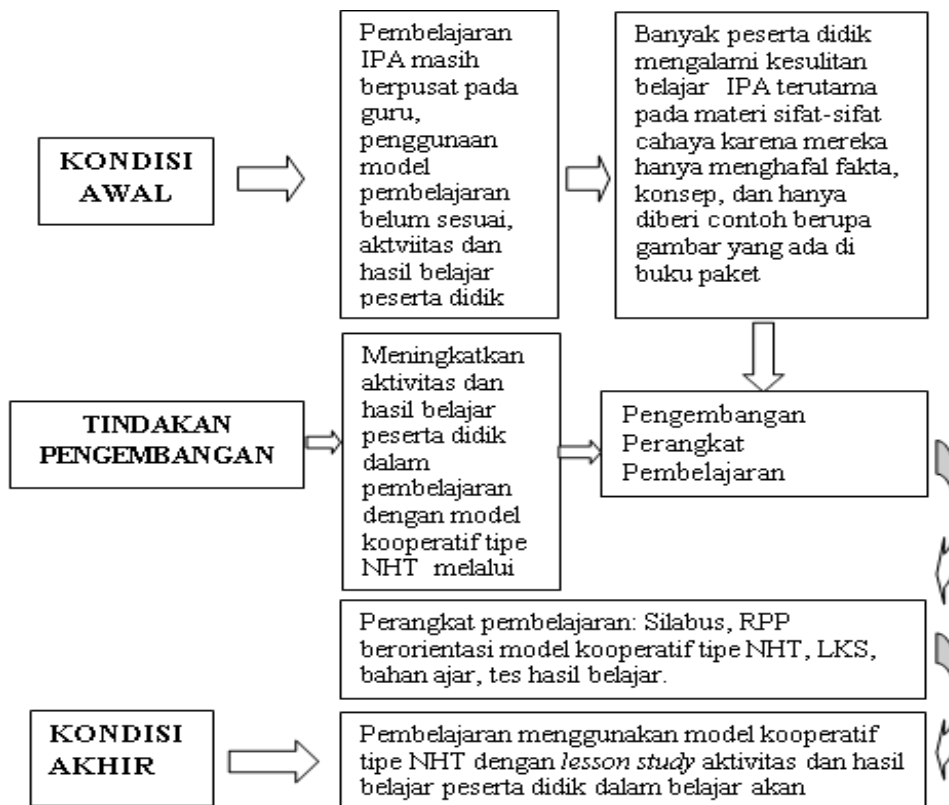 KONDISI
AWAL
Pembelajaran
IPA masih
berpusat pada
guru,
penggunaan
model
pembelajaran
belum sesuai,
aktviitas dan
hasil belajar
peserta didik
Banyak peserta didik
mengalami kesulitan
belajar IPA terutama
pada materi sifat-sifat
cahaya karena mereka
hanya menghafal fakta,
konsep, dan hanya
diberi contoh berupa
gambar yang ada di
buku paket
TINDAKAN
PENGEMBANGAN
Meningkatkan
aktivitas dan
hasil belajar
peserta didik
dalam
pembelajaran
dengan model
kooperatif tipe
NHT melalui
Pengembangan
Perangkat
Pembelajaran
Perangkat pembelajaran: Silabus, RPP
berorientasi model kooperatif tipe NHT, LKS,
bahan ajar, tes hasil belajar.
KONDISI
AKHIR
Pembelajaran menggunakan model kooperatif
tipe NHT dengan lesson study aktivitas dan hasil
belajar peserta didik dalam belajar akan